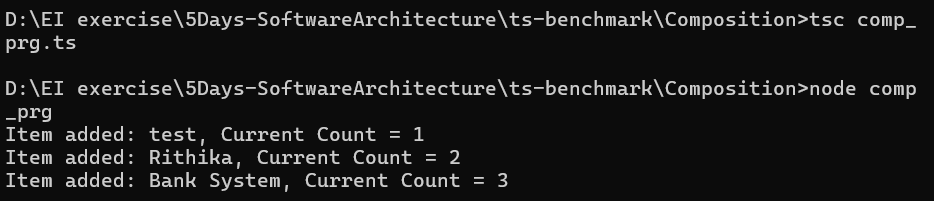 D:\EI exercise\5Days-SoftwareArchitecture\ts-benchmark\Composition>tsc comp_
prg.ts
D:\EI exercise\5Days-SoftwareArchitecture\ts-benchmark\Composition>node comp
_prg
Item added: test, Current Count = 1
Item added: Rithika, Current Count = 2
Item added: Bank System, Current Count = 3